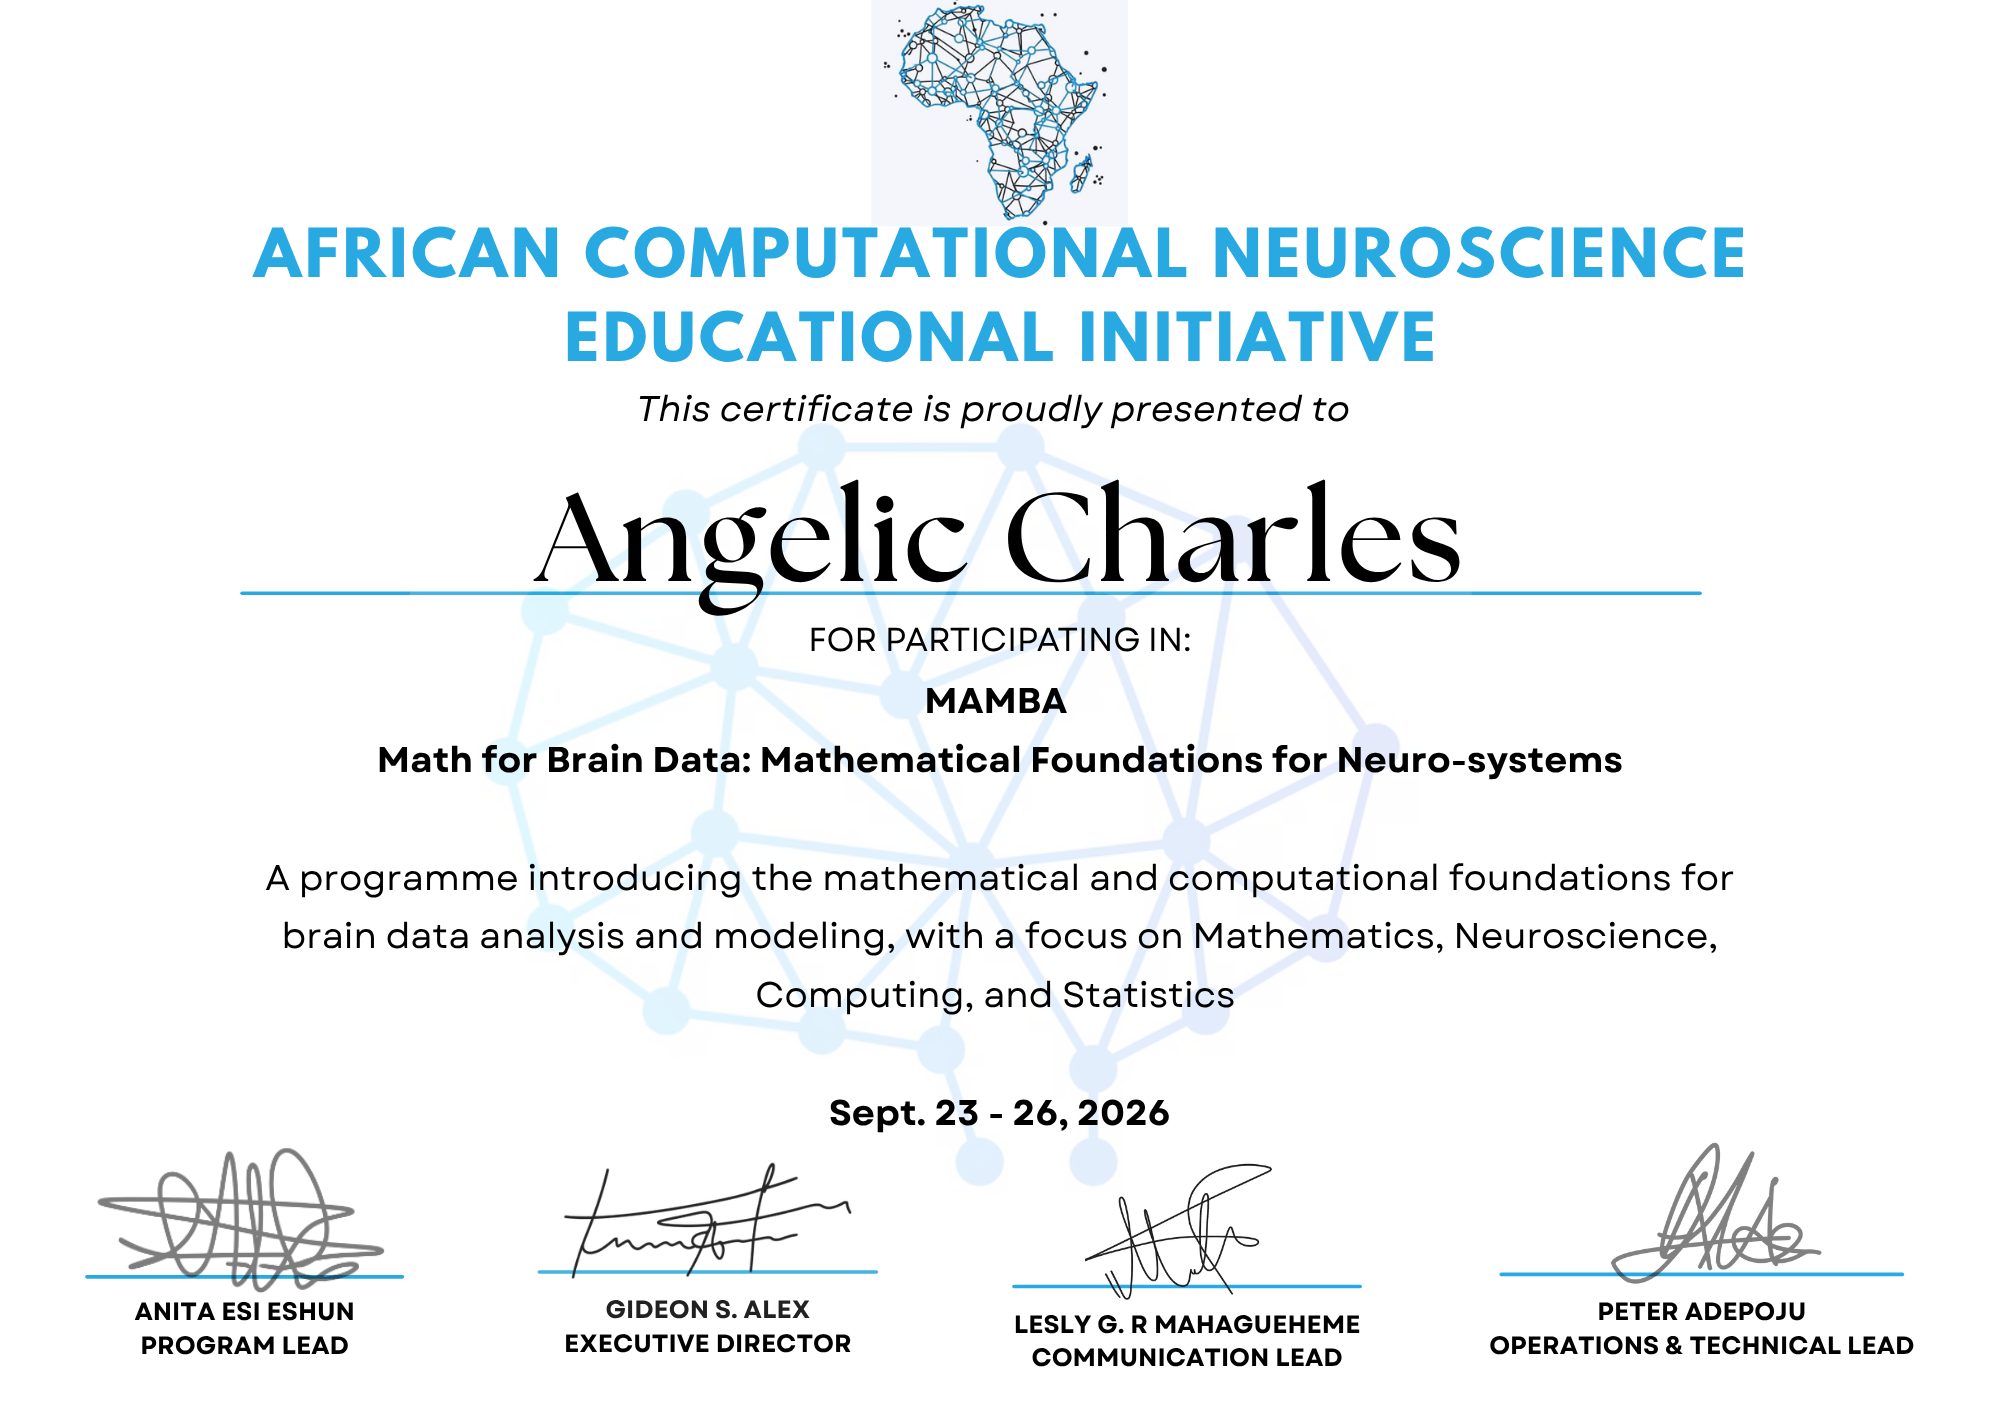 AFRICAN COMPUTATIONAL NEUROSCIENCE
EDUCATIONAL INITIATIVE
This certificate is proudly presented to
Angelic Charles
FOR PARTICIPATING IN:
MAMBA
Math for Brain Data: Mathematical Foundations for Neuro-systems
A programme introducing the mathematical and computational foundations for
brain data analysis and modeling, with a focus on Mathematics, Neuroscience,
Computing, and Statistics
Sept. 23 - 26, 2026
ANITA ESI ESHUN
PROGRAM LEAD
GIDEON S. ALEX
EXECUTIVE DIRECTOR
LESLY G. R MAHAGUEHEME
COMMUNICATION LEAD
PETER ADEPOJU
OPERATIONS & TECHNICAL LEAD